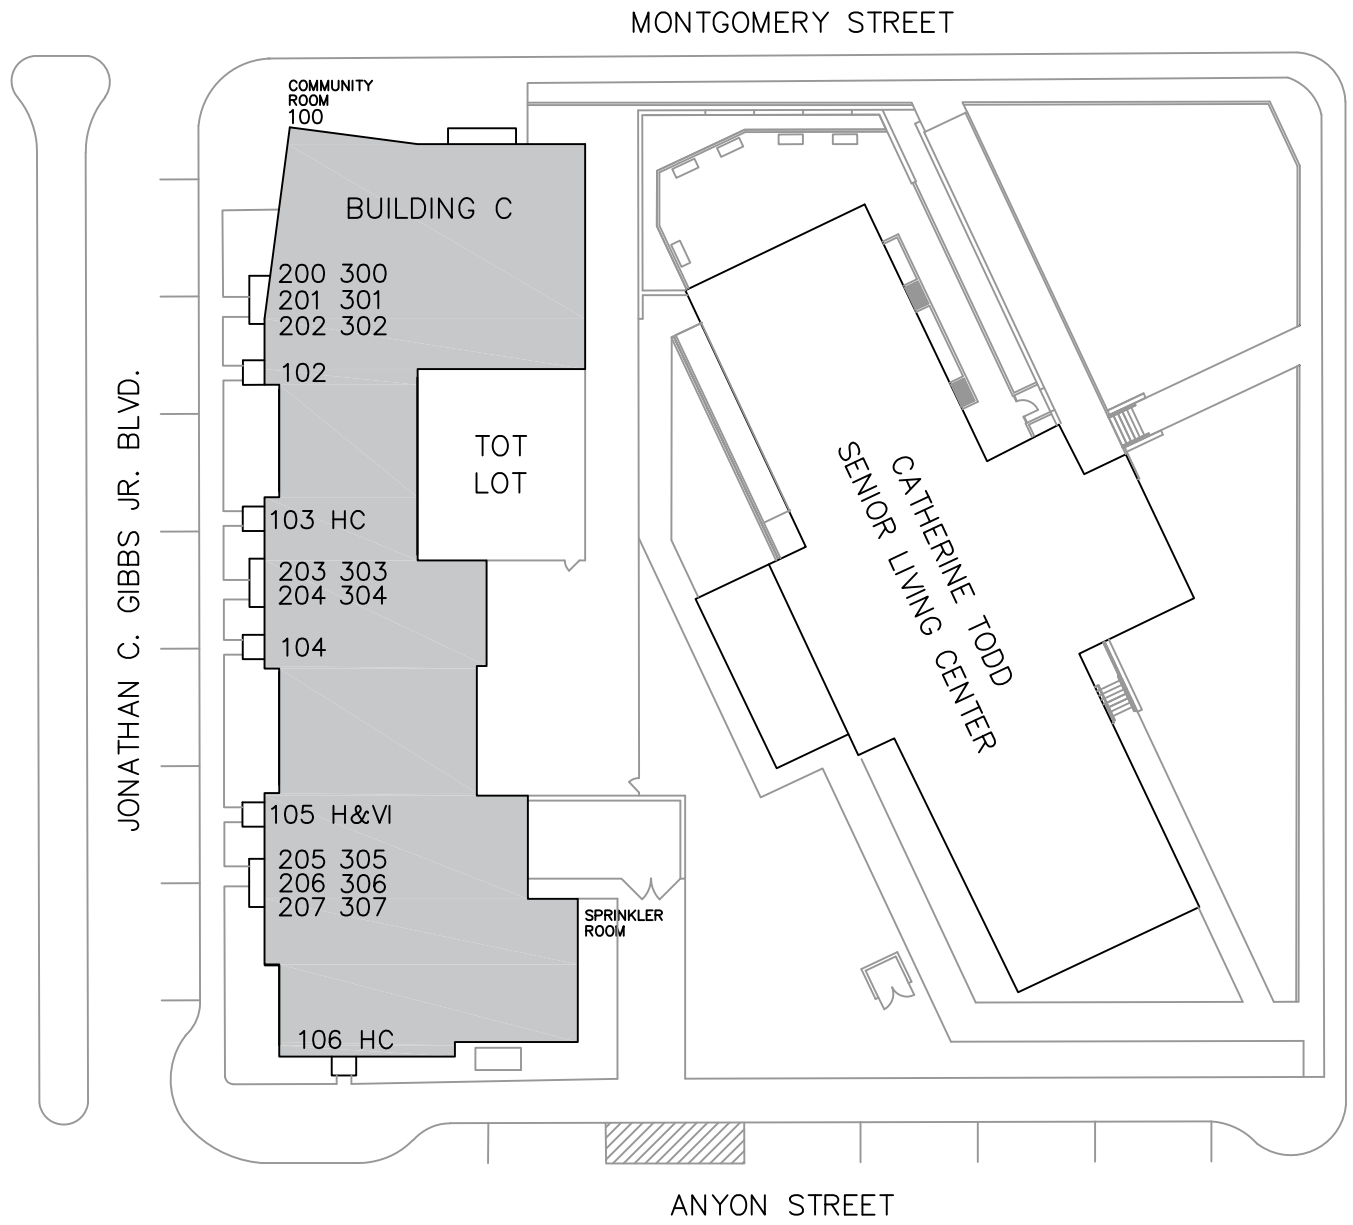 MONTGOMERY STREET
COMMUNITY
ROOM
100
BUILDING C
200 300
201 301
202 302
102
TOT
LOT
103 HC
203 303
204 304
104
105 H&VI
205 305
206 306
207 307
SPRINKLER
ROOM
106 HC
JONATHAN C. GIBBS JR. BLVD.
CATHERINE TODD
SENIOR LIVING CENTER
ANYON STREET